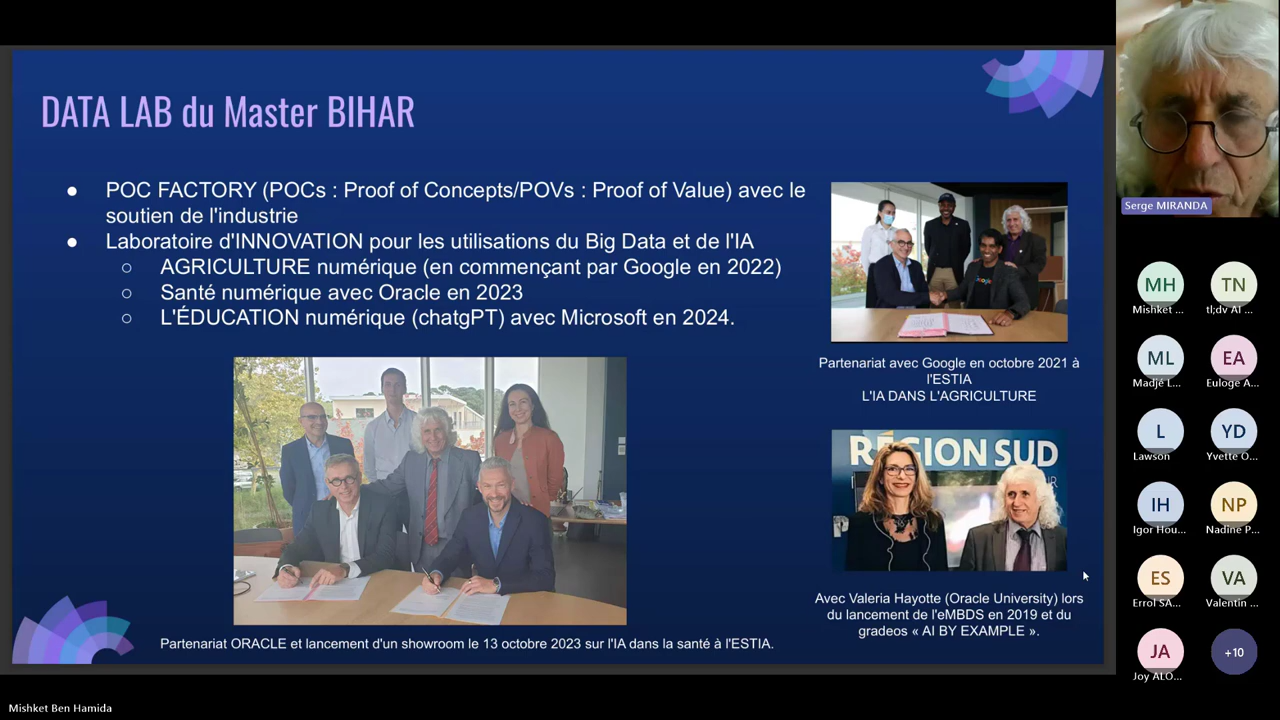 DATA LAB du Master BIHAR
● POC FACTORY (POCs : Proof of Concepts/POVs : Proof of Value) avec le
soutien de l'industrie
● Laboratoire d'INNOVATION pour les utilisations du Big Data et de l'IA
○ AGRICULTURE numérique (en commençant par Google en 2022)
○ Santé numérique avec Oracle en 2023
○ L'ÉDUCATION numérique (chatgPT) avec Microsoft en 2024.
Google
Partenariat avec Google en octobre 2021 à
l'ESTIA
L'IA DANS L'AGRICULTURE
RÉGION SUD
Avec Valeria Hayotte (Oracle University) lors
du lancement de l'eMBDS en 2019 et du
gradeos « AI BY EXAMPLE ».
Partenariat ORACLE et lancement d'un showroom le 13 octobre 2023 sur l'IA dans la santé à l'ESTIA.
Serge MIRANDA
MH
Mishket ...
TN
tl;dv AI ...
ML
Madjé L...
EA
Euloge A...
L
Lawson
YD
Yvette O...
IH
Igor Hou...
NP
Nadine P...
ES
Errol SA...
VA
Valentin ...
JA
Joy ALO...
+10
Mishket Ben Hamida